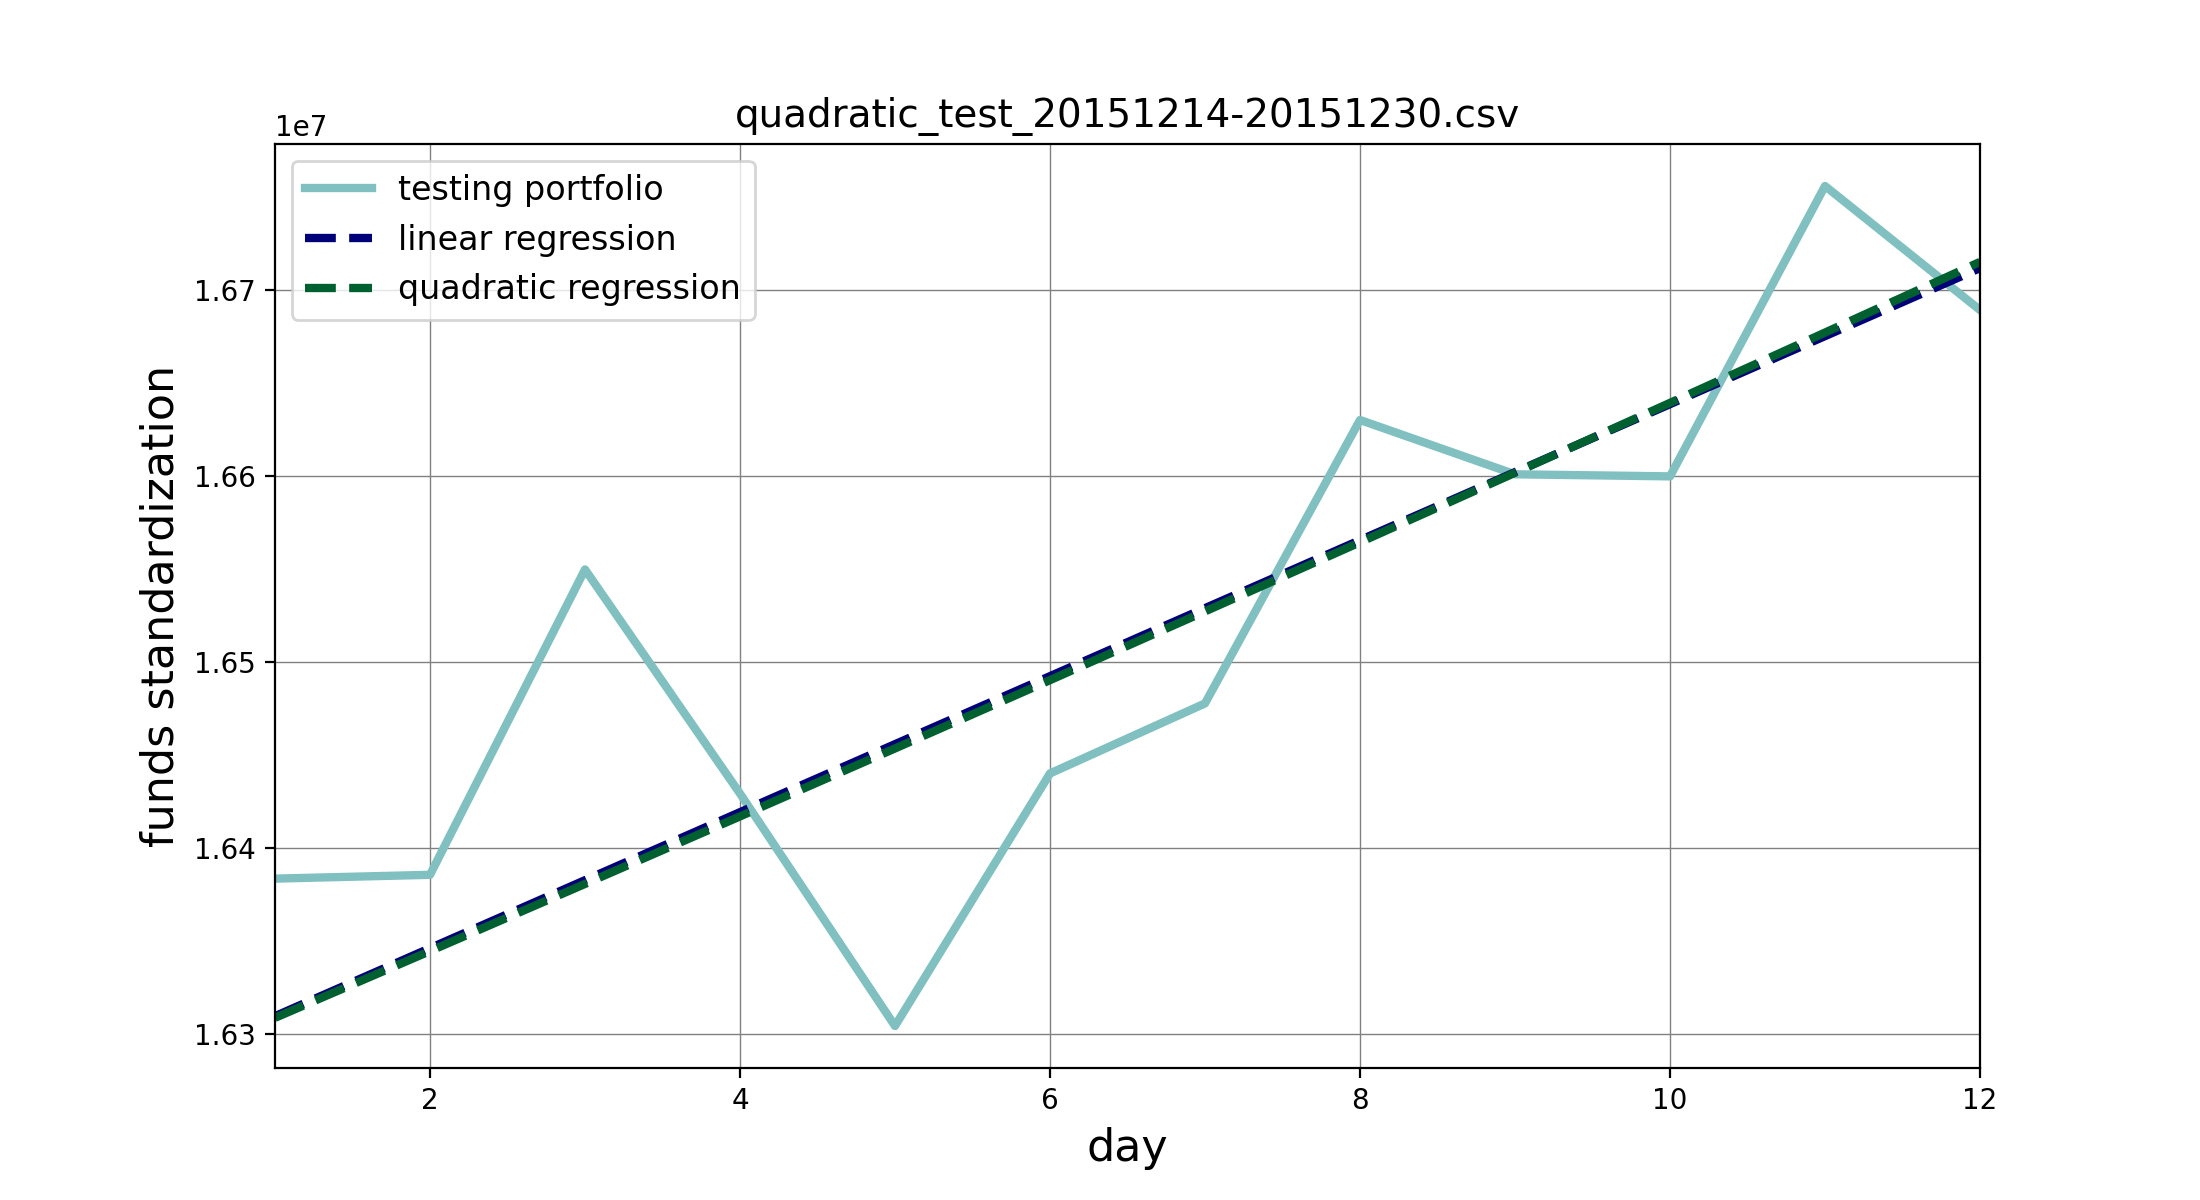 quadratic_test_20151214-20151230.csv
1e7
testing portfolio
linear regression
quadratic regression
1.67
1.66
1.65
1.64
1.63
funds standardization
2 4 6 8 10 12
day